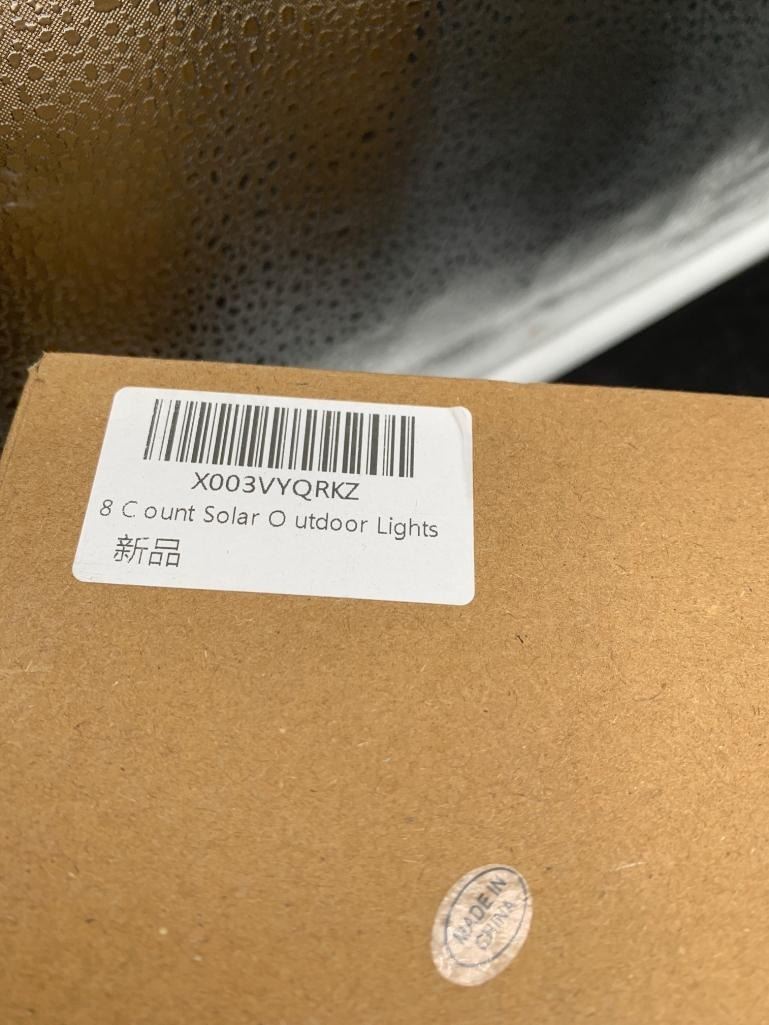 X003VYQRKZ
8 C ount Solar O utdoor Lights
新品
MADE IN
CHINA